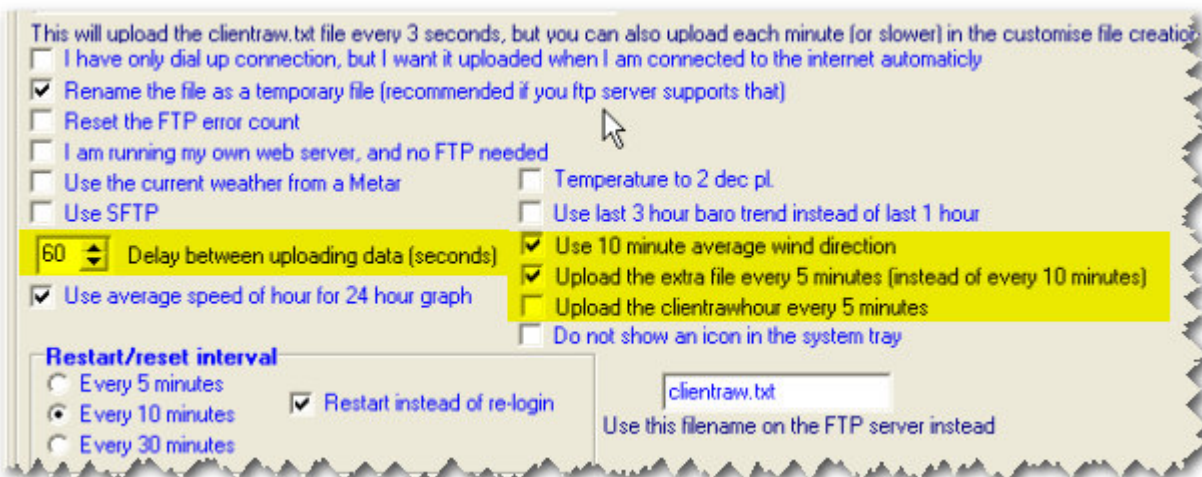 This will upload the clientraw.txt file every 3 seconds, but you can also upload each minute (or slower) in the customise file creation
I have only dial up connection, but I want it uploaded when I am connected to the internet automaticly
Rename the file as a temporary file (recommended if you ftp server supports that)
Reset the FTP error count
I am running my own web server, and no FTP needed
Use the current weather from a Metar
Temperature to 2 dec pl.
Use SFTP
Use last 3 hour baro trend instead of last 1 hour
60 Delay between uploading data (seconds)
Use 10 minute average wind direction
Upload the extra file every 5 minutes (instead of every 10 minutes)
Use average speed of hour for 24 hour graph
Upload the clientrawhour every 5 minutes
Do not show an icon in the system tray
Restart/reset interval
Every 5 minutes
Every 10 minutes
Every 30 minutes
Restart instead of re-login
clientraw.txt
Use this filename on the FTP server instead